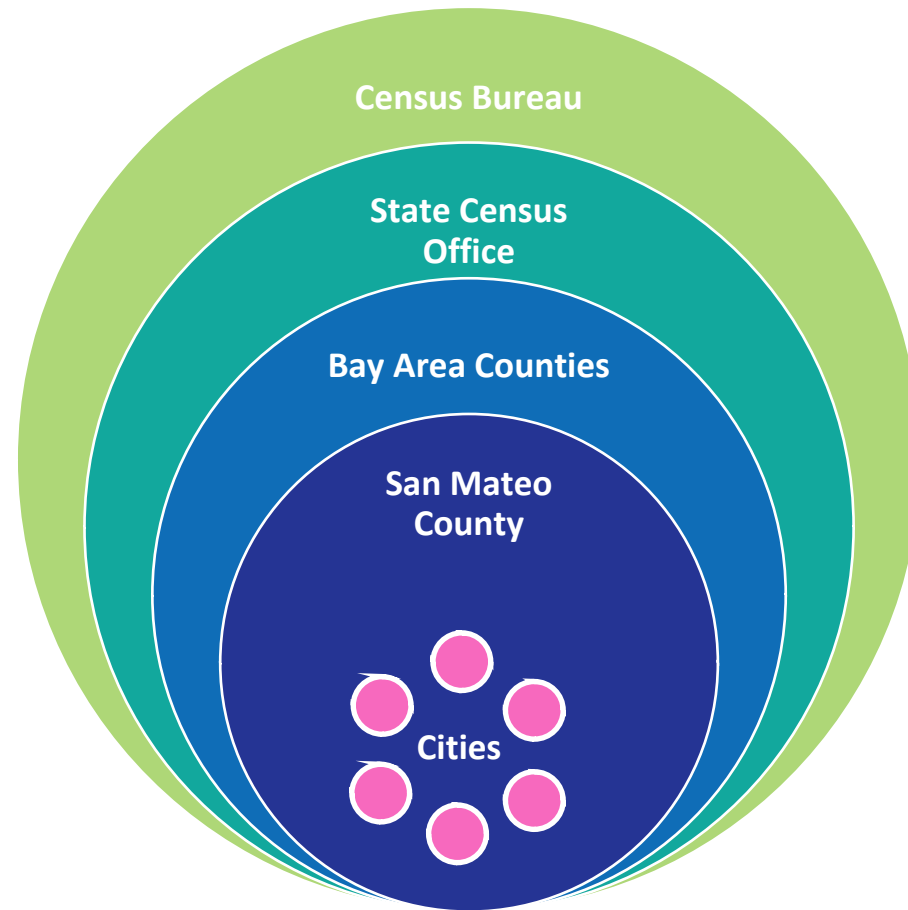 Census Bureau
State Census
Office
Bay Area Counties
San Mateo
County
Cities